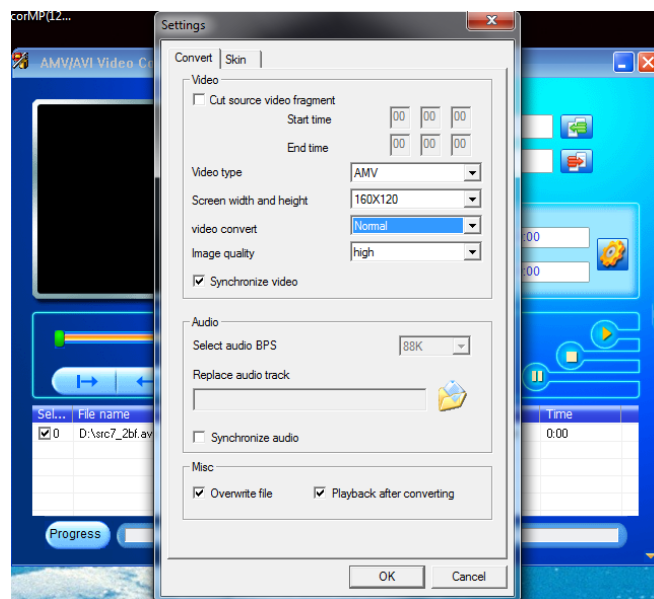 corMP(12...
Settings
AMV/AVI Video Co
Convert
Skin
Video
Cut source video fragment
Start time
00 00 00
End time
00 00 00
Video type
AMV
Screen width and height
160X120
video convert
Normal
Image quality
high
Synchronize video
:00
:00
Audio
Select audio BPS
88K
Replace audio track
Synchronize audio
Sel... File name
Time
0 D:\src7_2bf.av
0:00
Misc
Overwrite file
Playback after converting
Progress
OK
Cancel